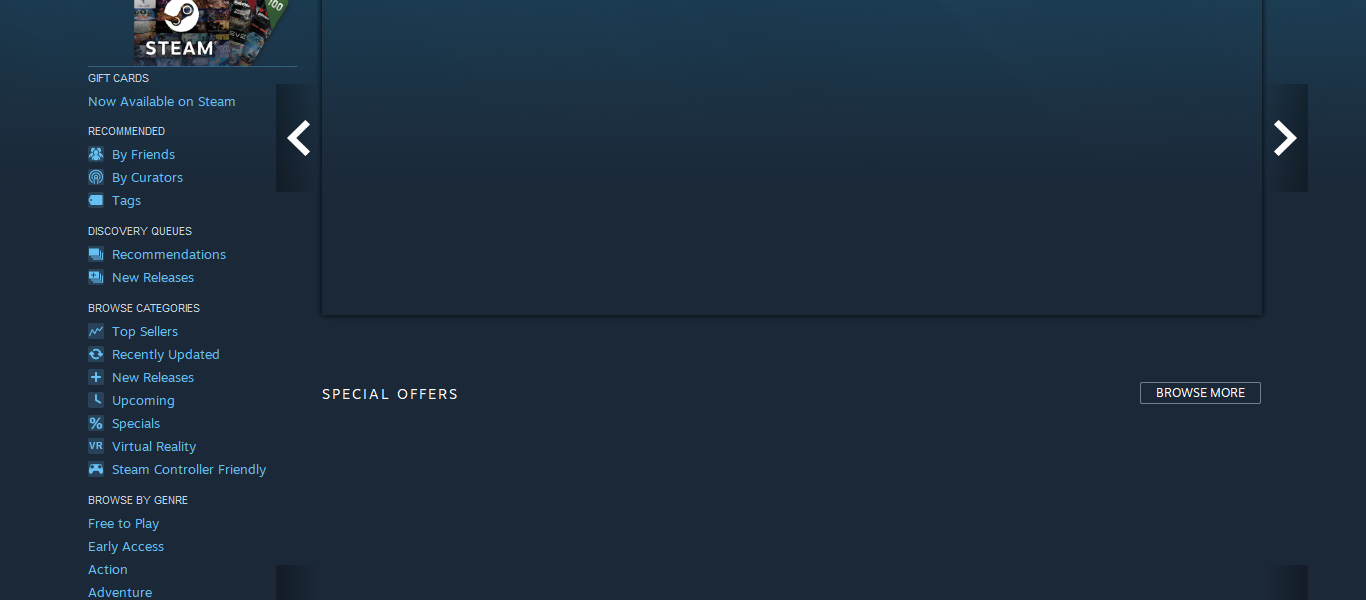 100
STEAM
GIFT CARDS
Now Available on Steam
RECOMMENDED
By Friends
By Curators
Tags
DISCOVERY QUEUES
Recommendations
New Releases
BROWSE CATEGORIES
Top Sellers
Recently Updated
New Releases
Upcoming
Specials
VR Virtual Reality
Steam Controller Friendly
BROWSE BY GENRE
Free to Play
Early Access
Action
Adventure
SPECIAL OFFERS
BROWSE MORE